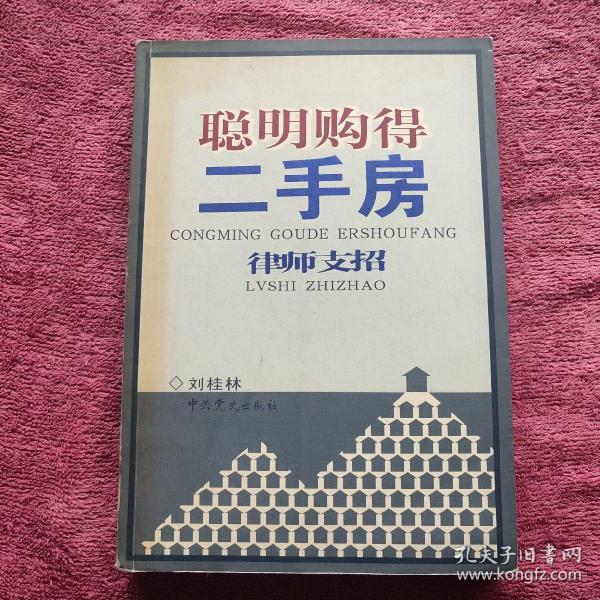 聪明购得
二手房
CONGMING GOUDE ERSHOUFANG
律师支招
LVSHI ZHIZHAO
◇刘桂林
中共党史出版社
孔夫子旧書网
www.kongfz.com